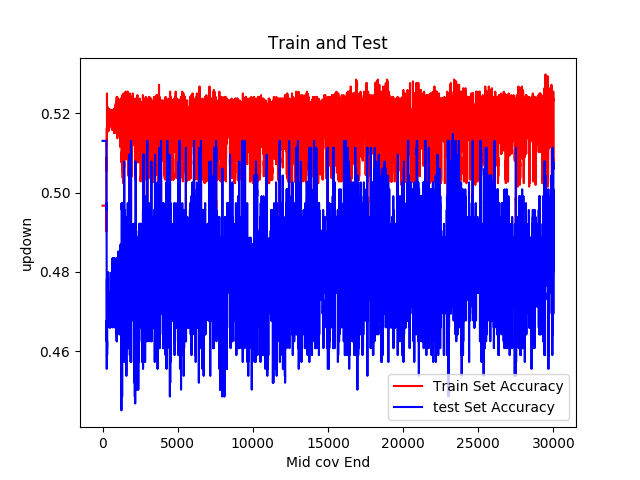 Train and Test
0.52
0.50
0.48
0.46
updown
0
5000
10000
15000
20000
25000
30000
Mid cov End
Train Set Accuracy
test Set Accuracy